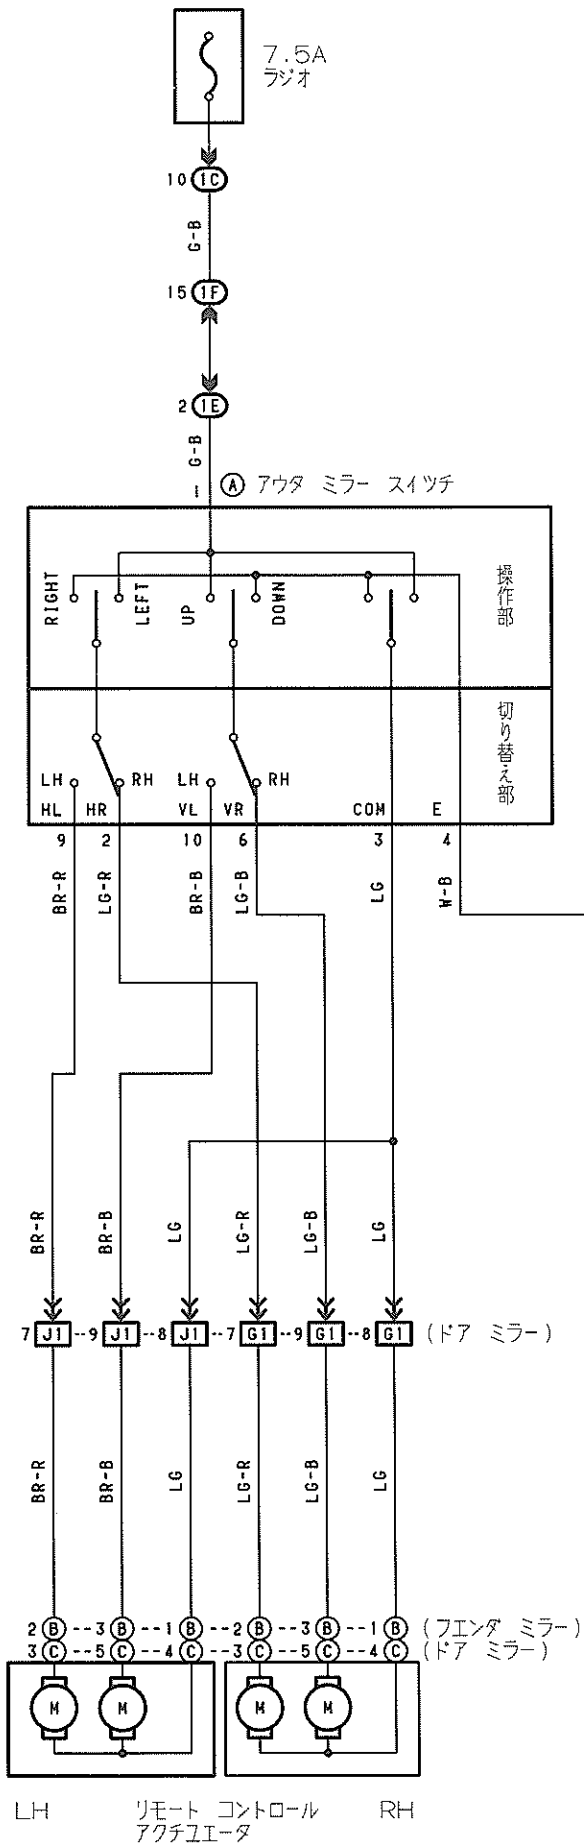 7.5A
ラジオ
10 1C
G-B
15 1F
2 1E
G-B
1 A アウタ ミラー スイッチ
RIGHT LEFT UP DOWN 操作部
切り替え部
LH RH LH RH
HL HR VL VR COM E
9 2 10 6 3 4
BR-R LG-R BR-B LG-B LG W-B
BR-R BR-B LG LG-R LG-B LG
7 J1 --9 J1 --8 J1 --7 G1 --9 G1 --8 G1 (ドア ミラー)
BR-R BR-B LG LG-R LG-B LG
2 B --3 B --1 B --2 B --3 B --1 B (フエンダ ミラー)
3 C --5 C --4 C --3 C --5 C --4 C (ドア ミラー)
M M M M
LH リモート コントロール RH
アクチユエータ